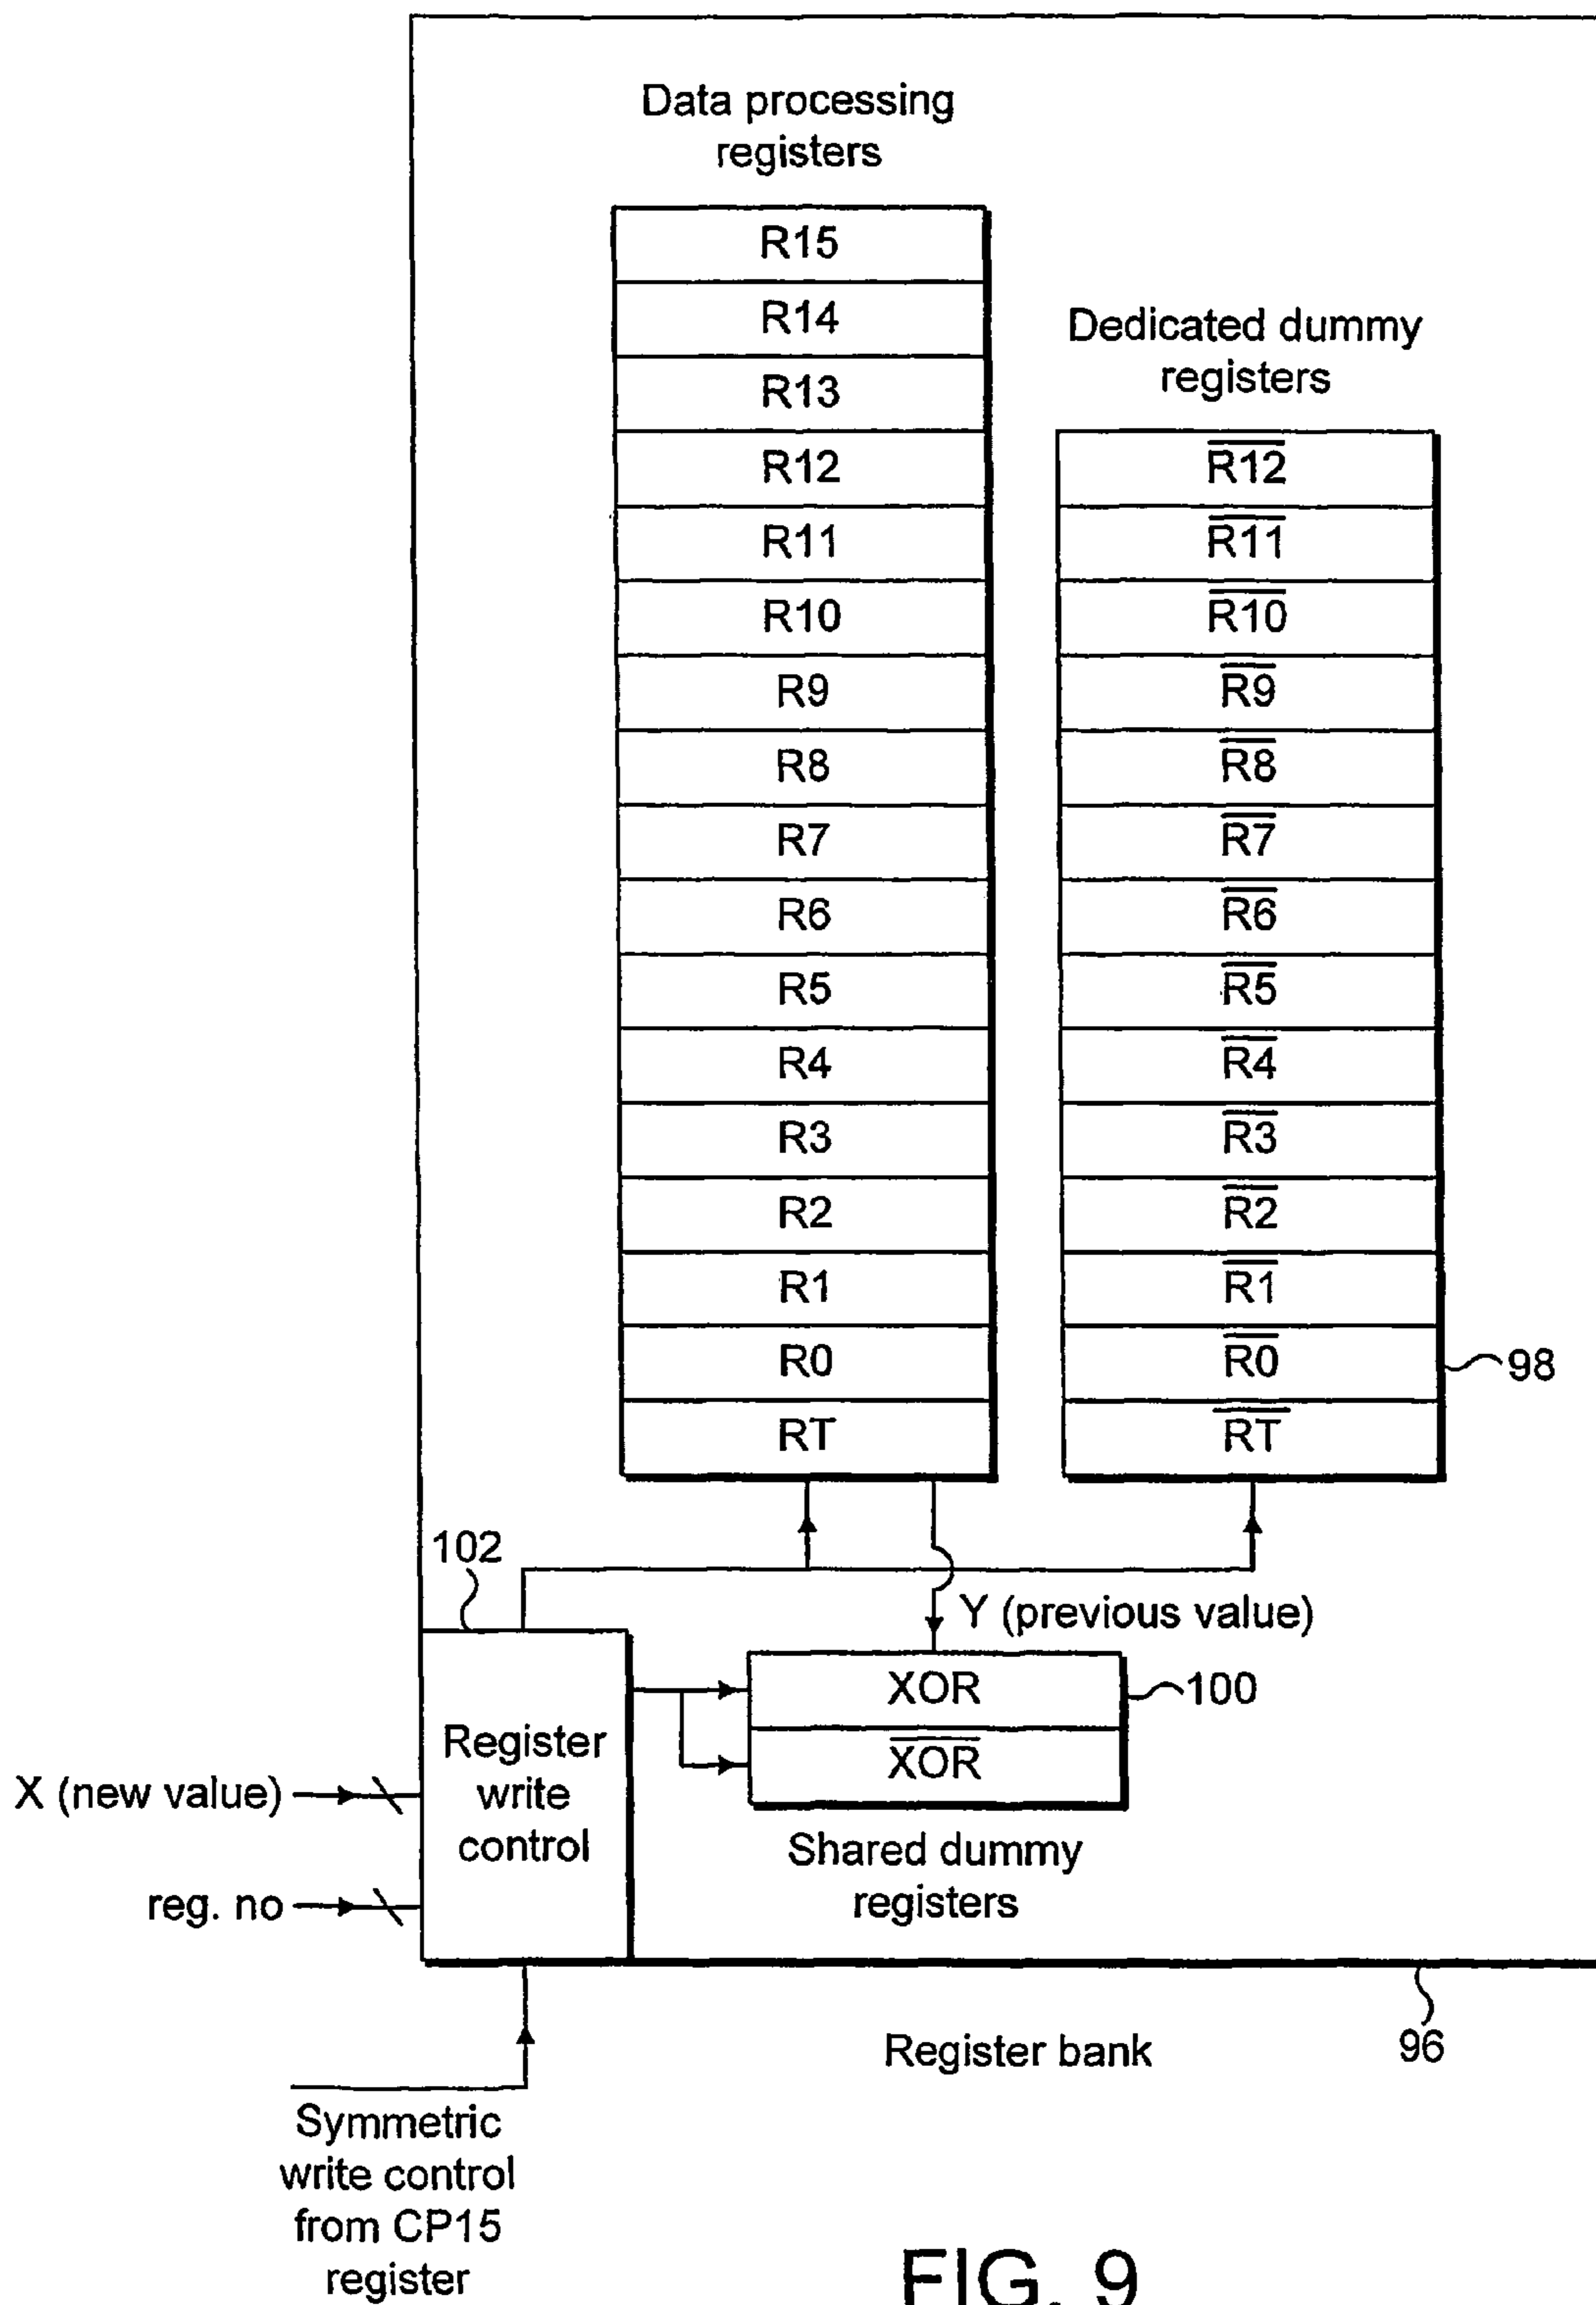 Data processing
registers
R15
R14
R13
R12
R11
R10
R9
R8
R7
R6
R5
R4
R3
R2
R1
R0
RT
Dedicated dummy
registers
R̅1̅2̅
R̅1̅1̅
R̅1̅0̅
R̅9̅
R̅8̅
R̅7̅
R̅6̅
R̅5̅
R̅4̅
R̅3̅
R̅2̅
R̅1̅
R̅0̅
R̅T̅
98
102
Y (previous value)
XOR
X̅O̅R̅
100
Register
write
control
X (new value)
reg. no
Shared dummy
registers
Register bank
96
Symmetric
write control
from CP15
register
FIG. 9